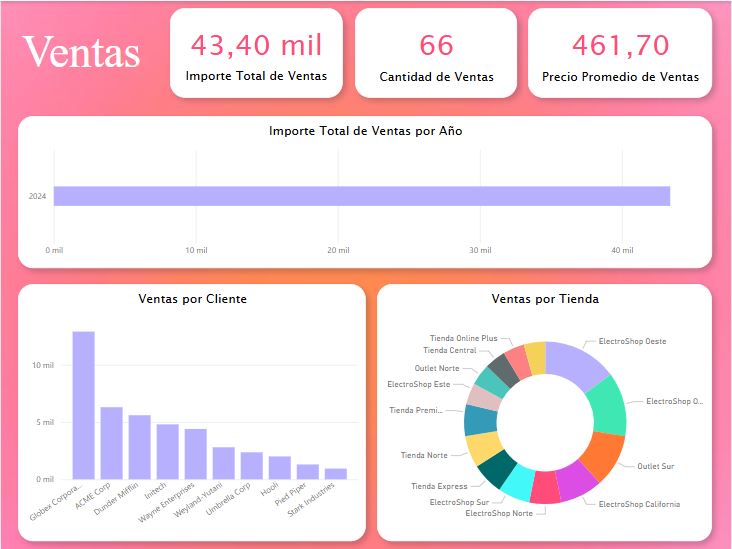 Ventas
43,40 mil
Importe Total de Ventas
66
Cantidad de Ventas
461,70
Precio Promedio de Ventas
Importe Total de Ventas por Año
2024
0 mil
10 mil
20 mil
30 mil
40 mil
Ventas por Cliente
10 mil
5 mil
0 mil
Globex Corpora...
ACME Corp
Dunder Mifflin
Initech
Wayne Enterprises
Weyland-Yutani
Umbrella Corp
Hooli
Pied Piper
Stark Industries
Ventas por Tienda
Tienda Online Plus
ElectroShop Oeste
Tienda Central
Outlet Norte
ElectroShop Este
ElectroShop O...
Tienda Premi...
Tienda Norte
Outlet Sur
Tienda Express
ElectroShop Sur
ElectroShop California
ElectroShop Norte